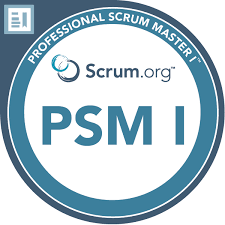 PROFESSIONAL SCRUM MASTER I™
Scrum.org™
PSM I